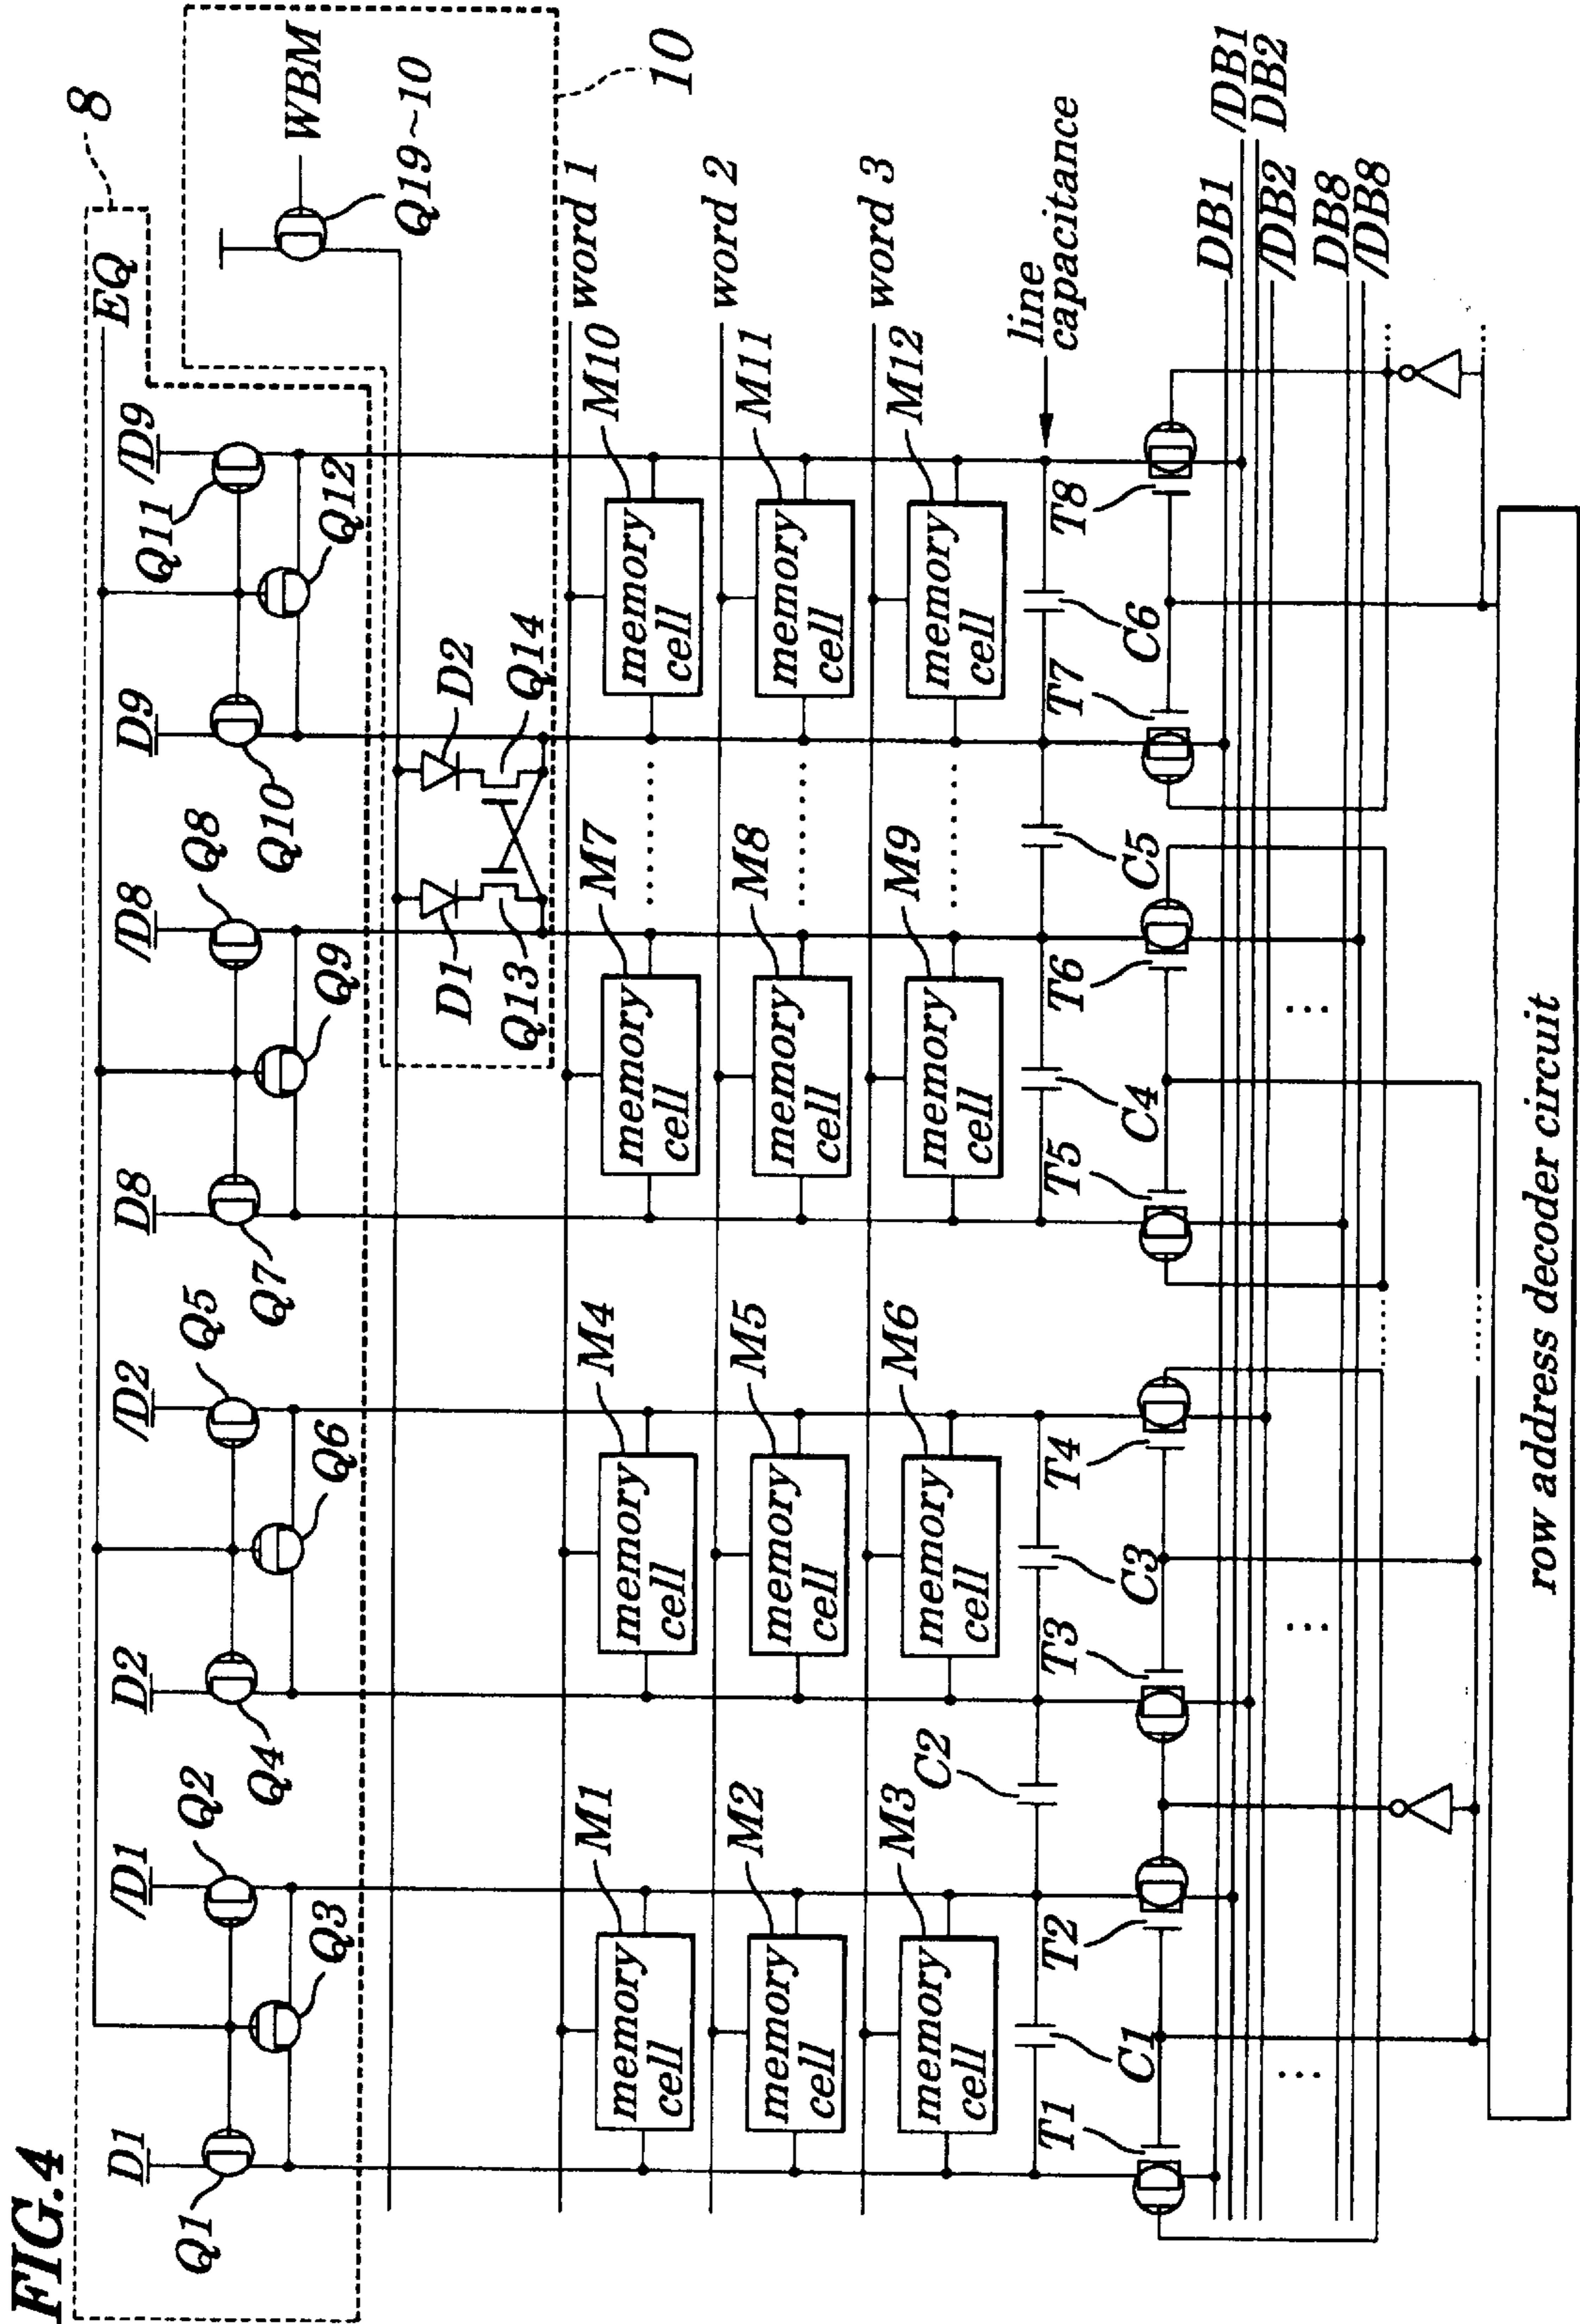 FIG.4
8
D1
/D1
D2
/D2
D8
/D8
D9
/D9
EQ
Q1
Q2
Q3
Q4
Q5
Q6
Q7
Q8
Q9
Q10
Q11
Q12
WBM
Q19~10
10
D1
Q13
D2
Q14
word 1
M1
M4
M7
M10
memory cell
memory cell
memory cell
memory cell
word 2
M2
M5
M8
M11
memory cell
memory cell
memory cell
memory cell
word 3
M3
M6
M9
M12
memory cell
memory cell
memory cell
memory cell
line
capacitance
C1
C2
C3
C4
C5
C6
T1
T2
T3
T4
T5
T6
T7
T8
DB1
/DB1
DB2
/DB2
DB8
/DB8
row address decoder circuit